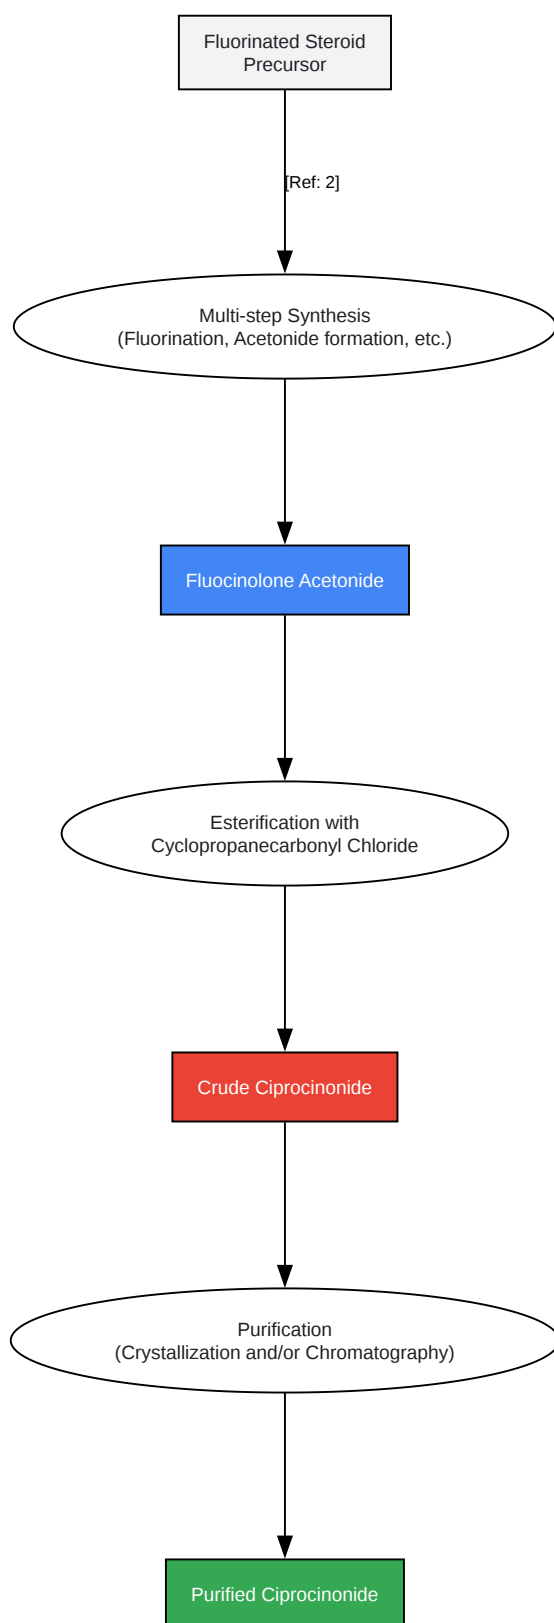 Fluorinated Steroid
Precursor
[Ref: 2]
Multi-step Synthesis
(Fluorination, Acetonide formation, etc.)
Fluocinolone Acetonide
Esterification with
Cyclopropanecarbonyl Chloride
Crude Ciprocinonide
Purification
(Crystallization and/or Chromatography)
Purified Ciprocinonide